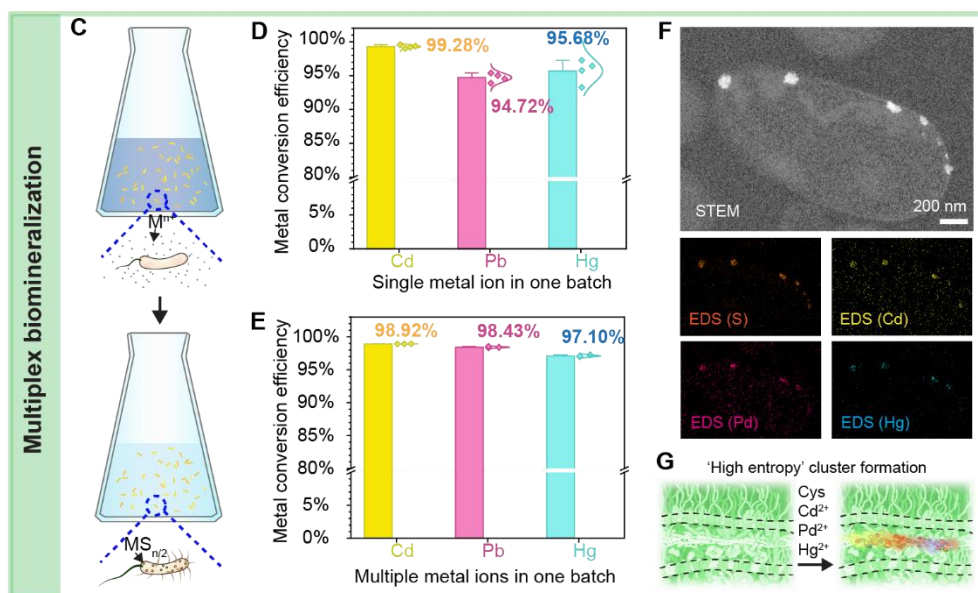 Multiplex biomineralization
C
Mn+
MSn/2
D
Metal conversion efficiency
100%
95%
90%
85%
80%
5%
0%
99.28%
94.72%
95.68%
Cd
Pb
Hg
Single metal ion in one batch
E
Metal conversion efficiency
100%
95%
90%
85%
80%
5%
0%
98.92%
98.43%
97.10%
Cd
Pb
Hg
Multiple metal ions in one batch
F
STEM
200 nm
EDS (S)
EDS (Cd)
EDS (Pd)
EDS (Hg)
G
‘High entropy’ cluster formation
Cys
Cd2+
Pd2+
Hg2+